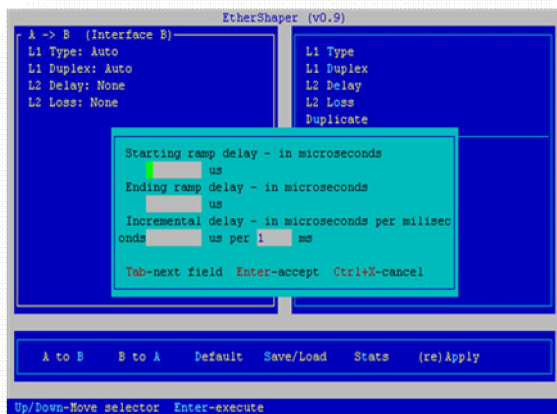 EtherShaper (v0.9)
A -> B (Interface B)
L1 Type: Auto
L1 Duplex: Auto
L2 Delay: None
L2 Loss: None
L1 Type
L1 Duplex
L2 Delay
L2 Loss
Duplicate
Starting ramp delay - in microseconds
us
Ending ramp delay - in microseconds
us
Incremental delay - in microseconds per milisec
onds us per 1 ms
Tab-next field Enter-accept Ctrl+X-cancel
A to B B to A Default Save/Load Stats (re)Apply
Up/Down-Move selector Enter-execute